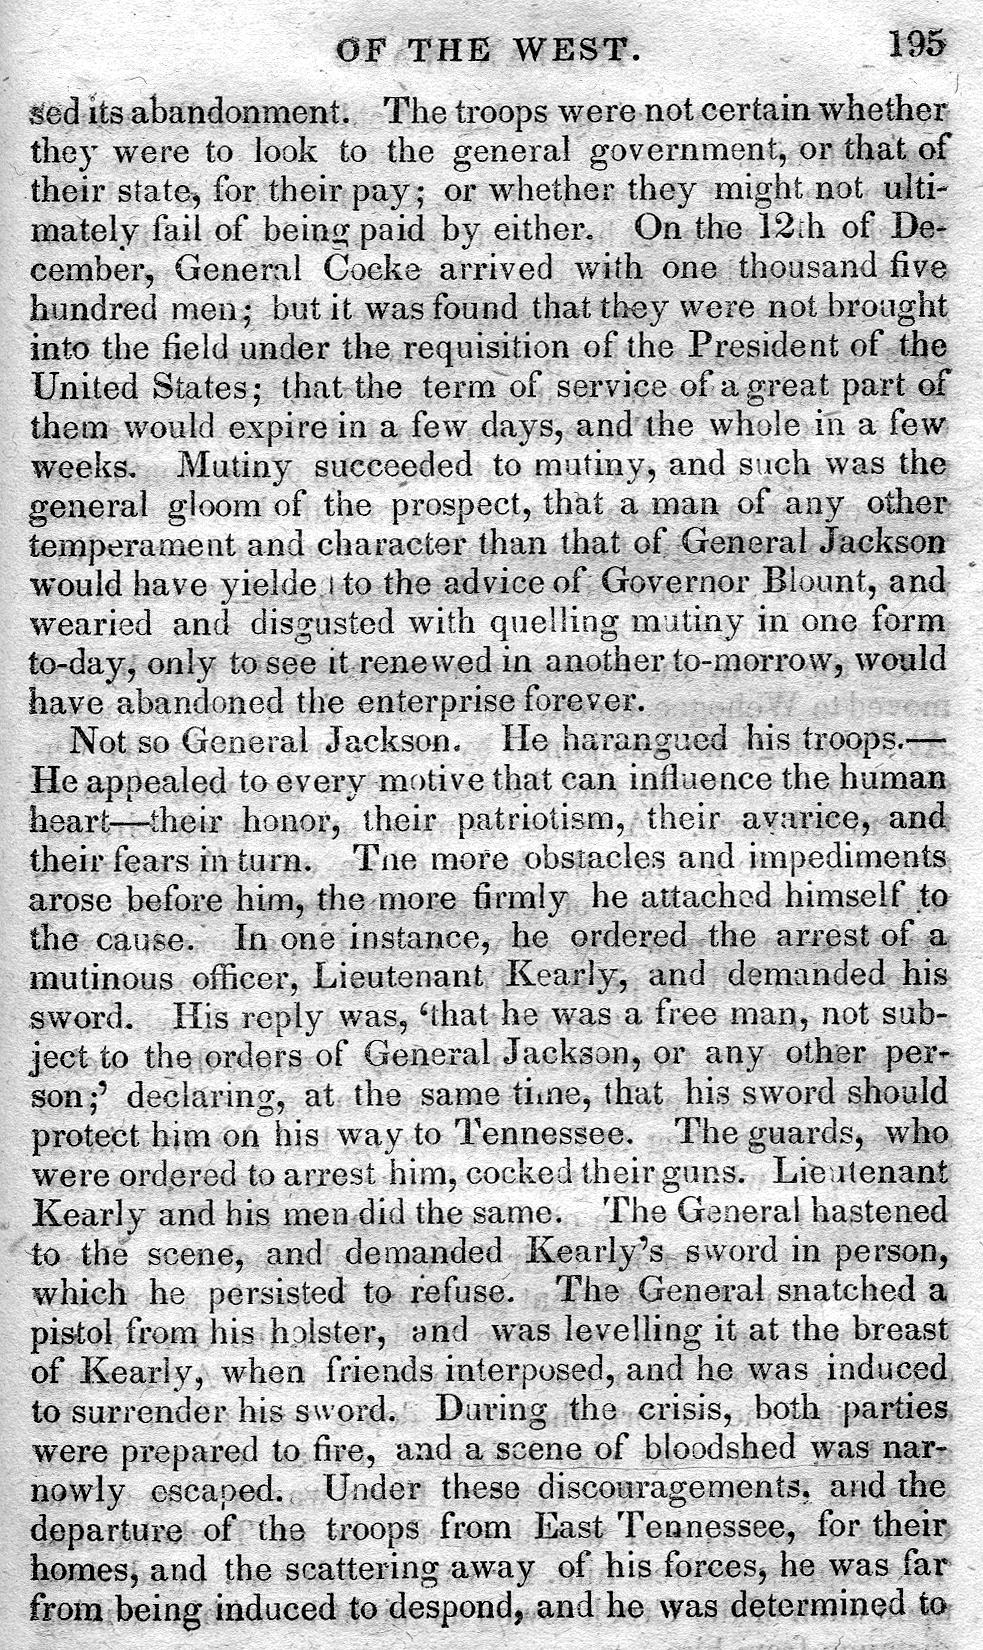 OF THE WEST. 195
sed its abandonment. The troops were not certain whether
they were to look to the general government, or that of
their state, for their pay; or whether they might not ulti-
mately fail of being paid by either. On the 12th of De-
cember, General Cocke arrived with one thousand five
hundred men; but it was found that they were not brought
into the field under the requisition of the President of the
United States; that the term of service of a great part of
them would expire in a few days, and the whole in a few
weeks. Mutiny succeeded to mutiny, and such was the
general gloom of the prospect, that a man of any other
temperament and character than that of General Jackson
would have yielded to the advice of Governor Blount, and
wearied and disgusted with quelling mutiny in one form
to-day, only to see it renewed in another to-morrow, would
have abandoned the enterprise forever.
Not so General Jackson. He harangued his troops.—
He appealed to every motive that can influence the human
heart—their honor, their patriotism, their avarice, and
their fears in turn. The more obstacles and impediments
arose before him, the more firmly he attached himself to
the cause. In one instance, he ordered the arrest of a
mutinous officer, Lieutenant Kearly, and demanded his
sword. His reply was, ‘that he was a free man, not sub-
ject to the orders of General Jackson, or any other per-
son;’ declaring, at the same time, that his sword should
protect him on his way to Tennessee. The guards, who
were ordered to arrest him, cocked their guns. Lieutenant
Kearly and his men did the same. The General hastened
to the scene, and demanded Kearly’s sword in person,
which he persisted to refuse. The General snatched a
pistol from his holster, and was levelling it at the breast
of Kearly, when friends interposed, and he was induced
to surrender his sword. During the crisis, both parties
were prepared to fire, and a scene of bloodshed was nar-
nowly escaped. Under these discouragements, and the
departure of the troops from East Tennessee, for their
homes, and the scattering away of his forces, he was far
from being induced to despond, and he was determined to